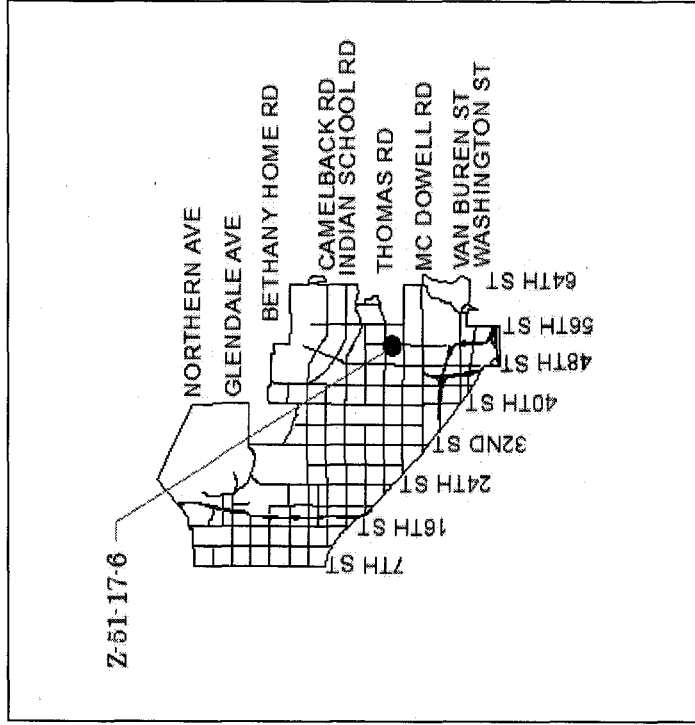 Z-51-17-6
NORTHERN AVE
GLENDALE AVE
BETHANY HOME RD
CAMELBACK RD
INDIAN SCHOOL RD
THOMAS RD
MC DOWELL RD
VAN BUREN ST
WASHINGTON ST
7TH ST
16TH ST
24TH ST
32ND ST
40TH ST
48TH ST
56TH ST
64TH ST